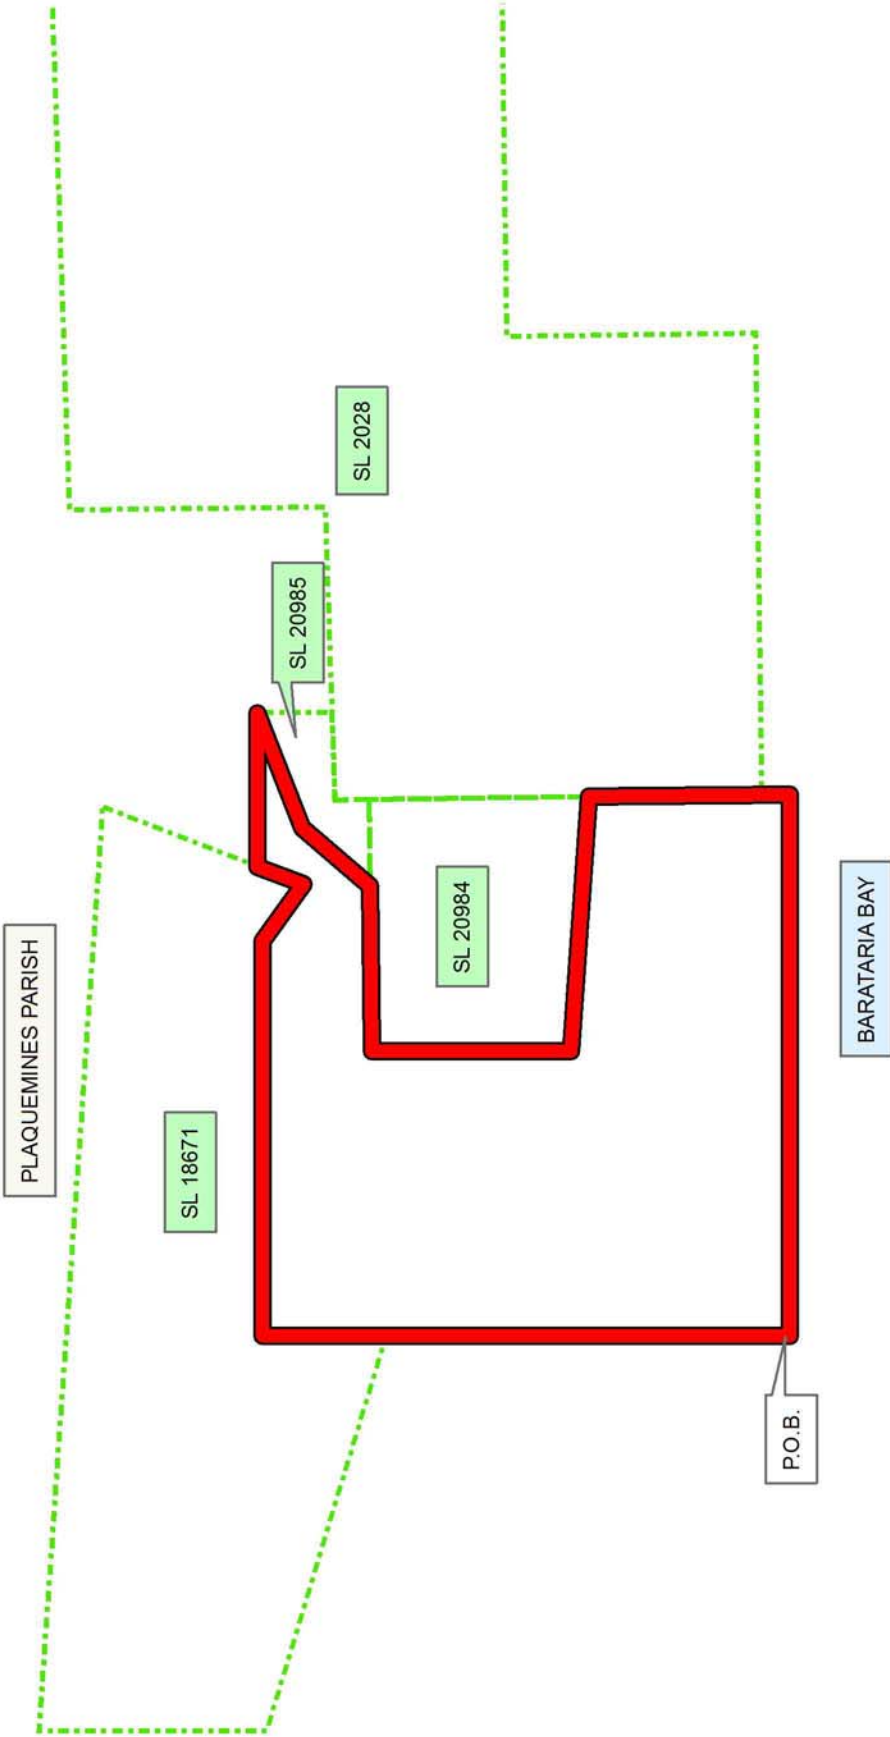 PLAQUEMINES PARISH
SL 18671
SL 20985
SL 2028
SL 20984
P.O.B.
BARATARIA BAY